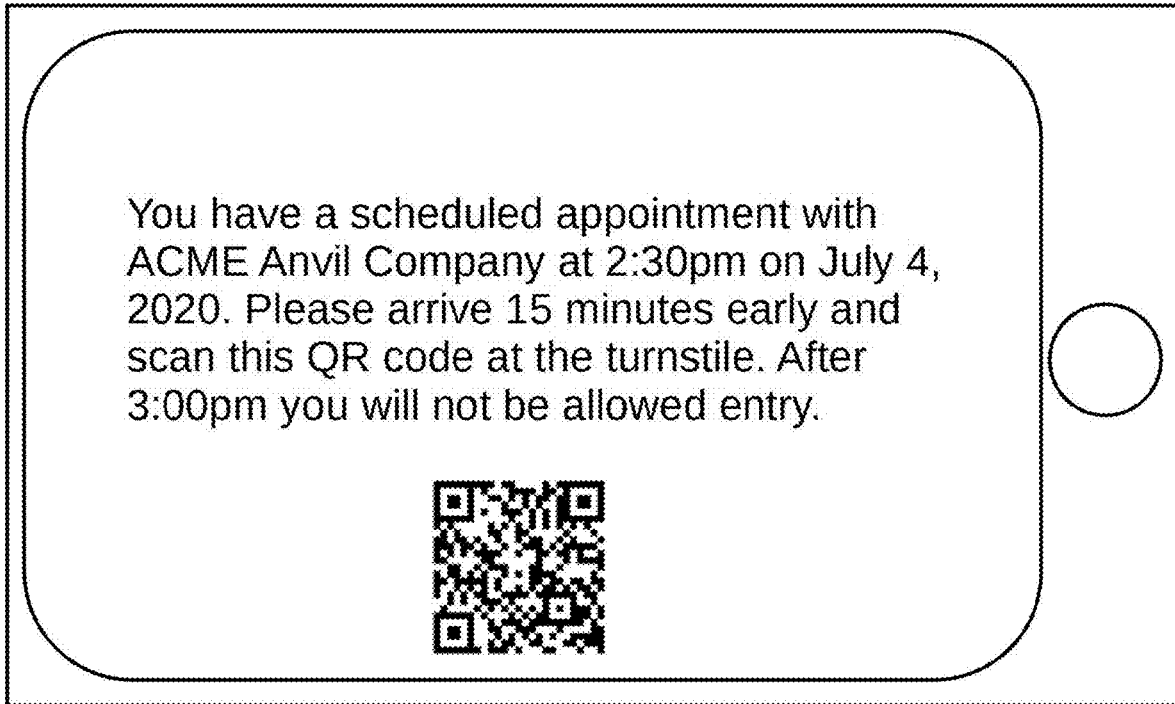 You have a scheduled appointment with
ACME Anvil Company at 2:30pm on July 4,
2020. Please arrive 15 minutes early and
scan this QR code at the turnstile. After
3:00pm you will not be allowed entry.